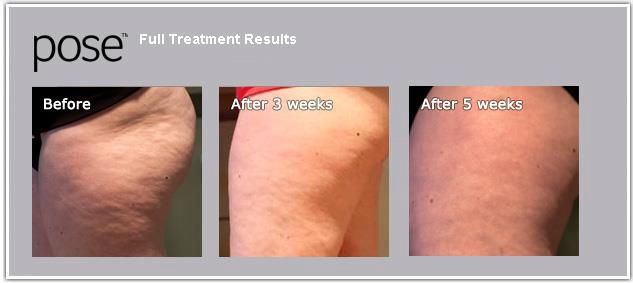 pose™ Full Treatment Results
Before
After 3 weeks
After 5 weeks